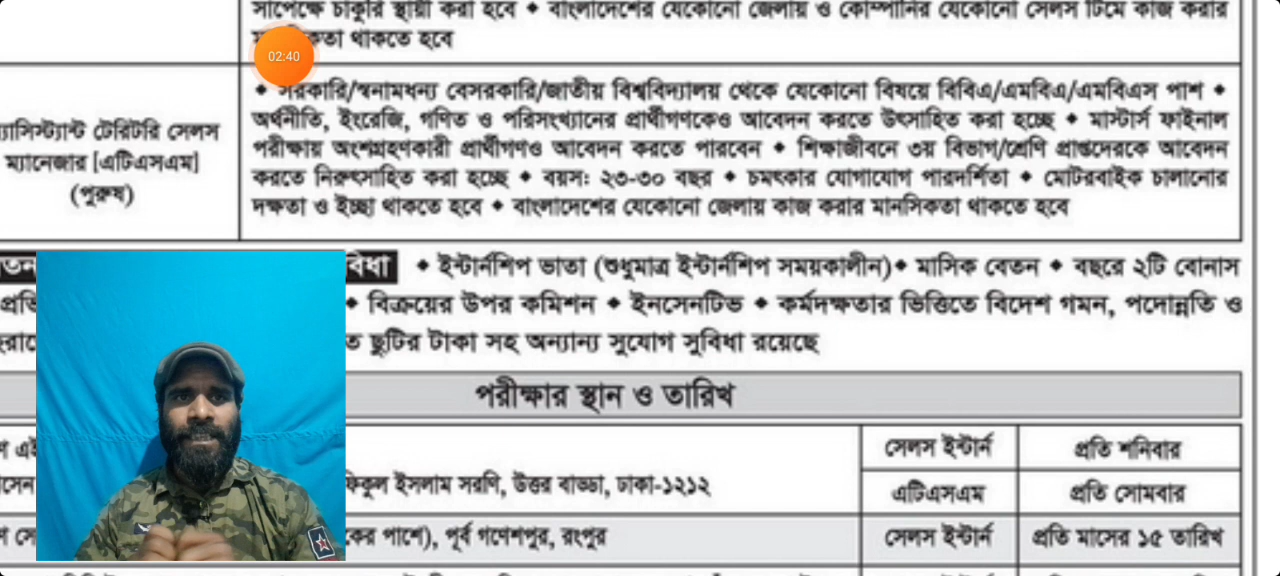 সাপেক্ষে চাকুরি স্থায়ী করা হবে ◆ বাংলাদেশের যেকোনো জেলায় ও কোম্পানির যেকোনো সেলস টিমে কাজ করার
থাকতে হবে
02:40
◆ সরকারি/স্বনামধন্য বেসরকারি/জাতীয় বিশ্ববিদ্যালয় থেকে যেকোনো বিষয়ে বিবিএ/এমবিএ/এমবিএস পাশ ◆
অর্থনীতি, ইংরেজি, গণিত ও পরিসংখ্যানের প্রার্থীগণকেও আবেদন করতে উৎসাহিত করা হচ্ছে ◆ মাস্টার্স ফাইনাল
পরীক্ষায় অংশগ্রহণকারী প্রার্থীগণও আবেদন করতে পারবেন ◆ শিক্ষাজীবনে ৩য় বিভাগ/শ্রেণি প্রাপ্তদেরকে আবেদন
করতে নিরুৎসাহিত করা হচ্ছে ◆ বয়স: ২৩-৩০ বছর ◆ চমৎকার যোগাযোগ পারদর্শিতা ◆ মোটরবাইক চালানোর
দক্ষতা ও ইচ্ছা থাকতে হবে ◆ বাংলাদেশের যেকোনো জেলায় কাজ করার মানসিকতা থাকতে হবে
্যাসিস্ট্যান্ট টেরিটরি সেলস
ম্যানেজার [এটিএসএম]
(পুরুষ)
বিধা ◆ ইন্টার্নশিপ ভাতা (শুধুমাত্র ইন্টার্নশিপ সময়কালীন)◆ মাসিক বেতন ◆ বছরে ২টি বোনাস
প্রতি ◆ বিক্রয়ের উপর কমিশন ◆ ইনসেনটিভ ◆ কর্মদক্ষতার ভিত্তিতে বিদেশ গমন, পদোন্নতি ও
ত ছুটির টাকা সহ অন্যান্য সুযোগ সুবিধা রয়েছে
পরীক্ষার স্থান ও তারিখ
ফিকুল ইসলাম সরণি, উত্তর বাড্ডা, ঢাকা-১২১২
সেলস ইন্টার্ন প্রতি শনিবার
এটিএসএম প্রতি সোমবার
কের পাশে), পূর্ব গণেশপুর, রংপুর সেলস ইন্টার্ন প্রতি মাসের ১৫ তারিখ